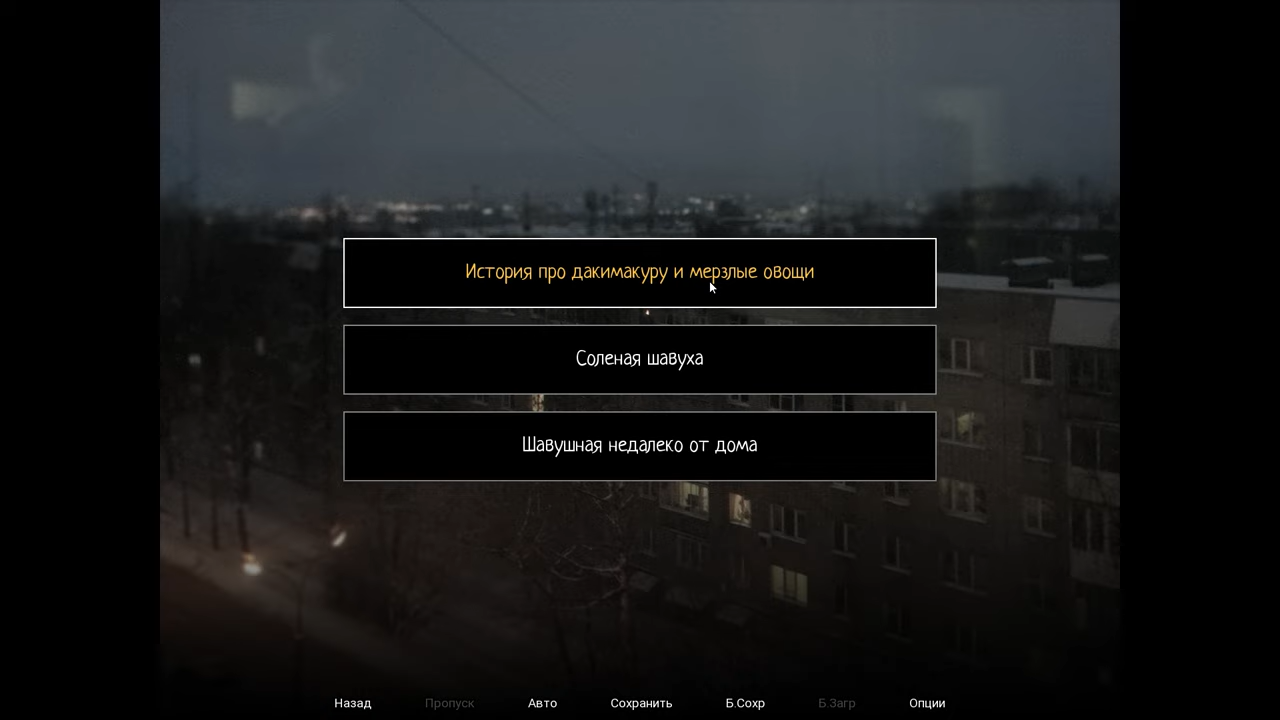 История про дакимакуру и мерзлые овощи
Соленая шавуха
Шавушная недалеко от дома
Назад Пропуск Авто Сохранить Б.Сохр Б.Загр Опции